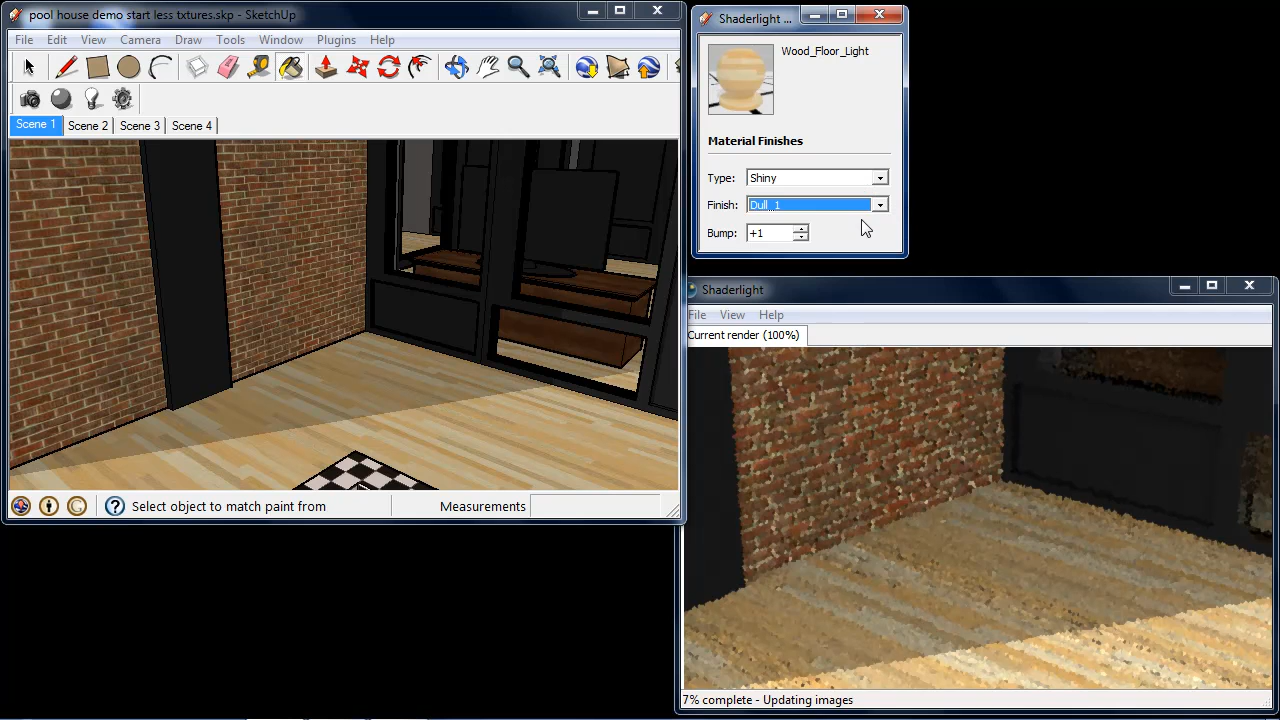 pool house demo start less txtures.skp - SketchUp
File Edit View Camera Draw Tools Window Plugins Help
Scene 1 Scene 2 Scene 3 Scene 4
Select object to match paint from
Measurements
Shaderlight ...
Wood_Floor_Light
Material Finishes
Type: Shiny
Finish: Dull_1
Bump: +1
Shaderlight
File View Help
Current render (100%)
7% complete - Updating images